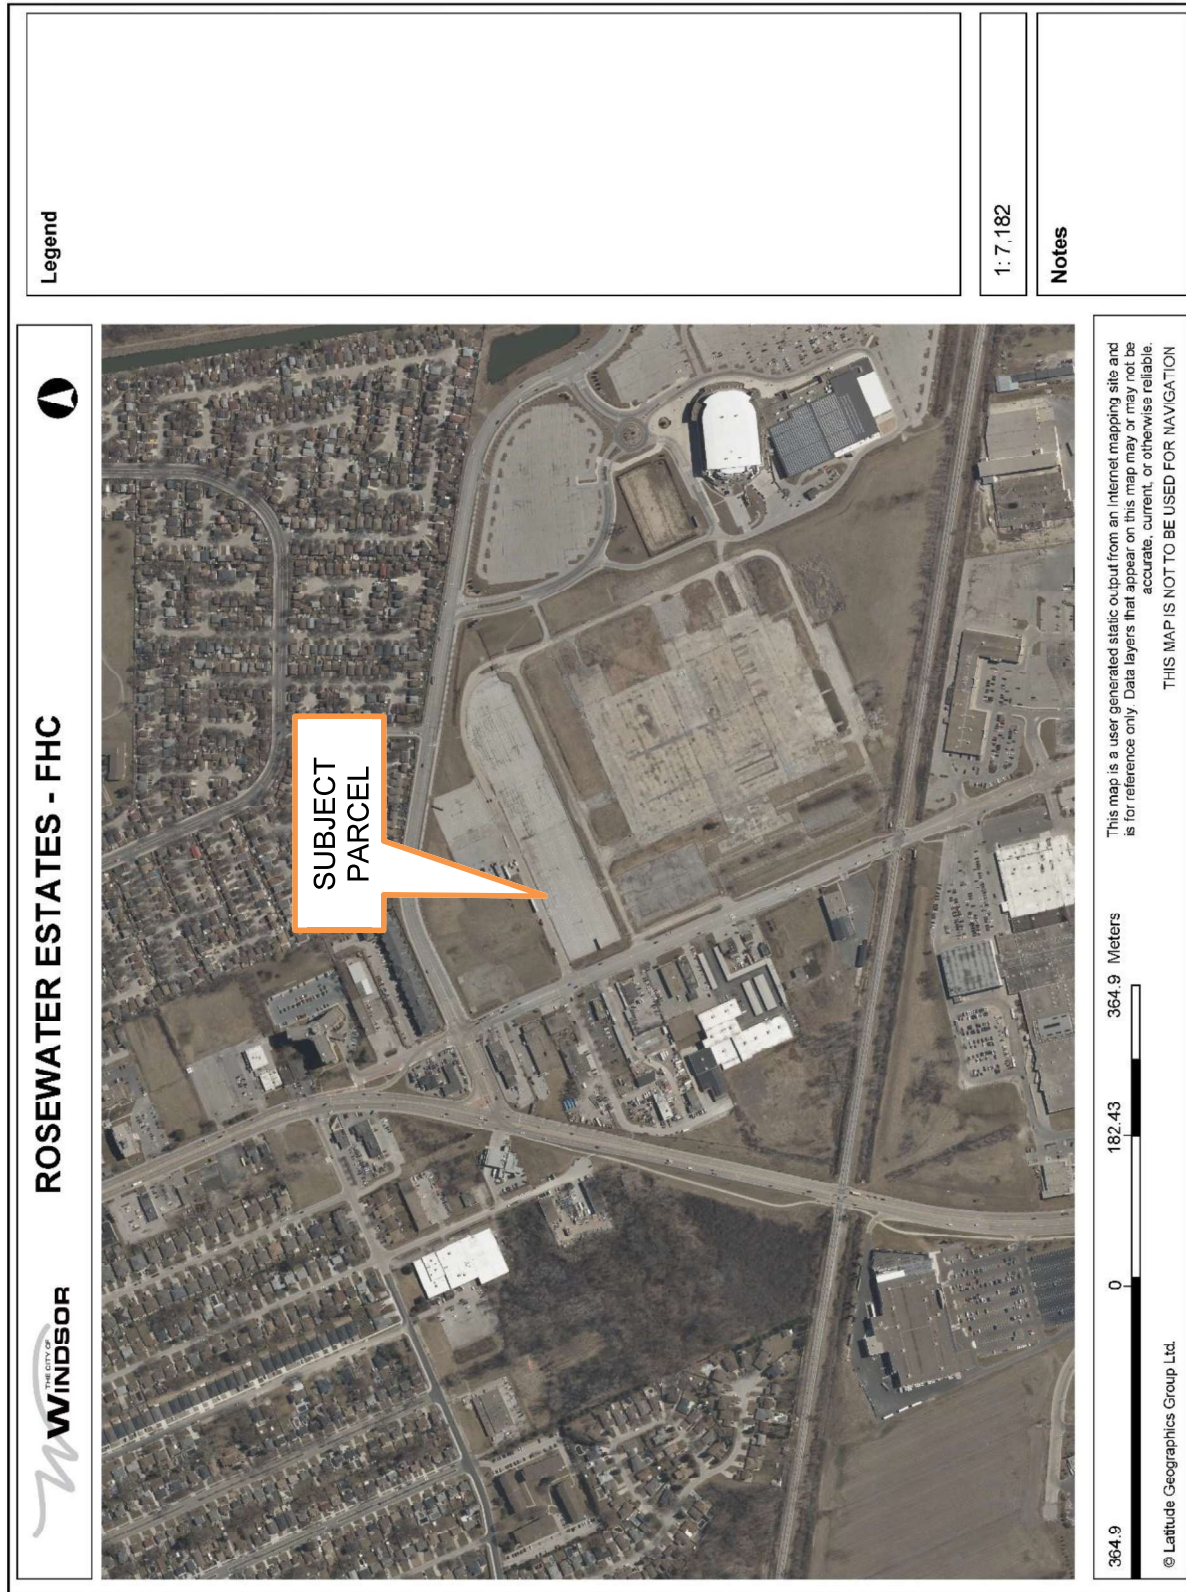 THE CITY OF
WINDSOR
ROSEWATER ESTATES - FHC
Legend
SUBJECT
PARCEL
1: 7,182
Notes
364.9
0
182.43
364.9 Meters
© Latitude Geographics Group Ltd.
This map is a user generated static output from an Internet mapping site and
is for reference only. Data layers that appear on this map may or may not be
accurate, current, or otherwise reliable.
THIS MAP IS NOT TO BE USED FOR NAVIGATION